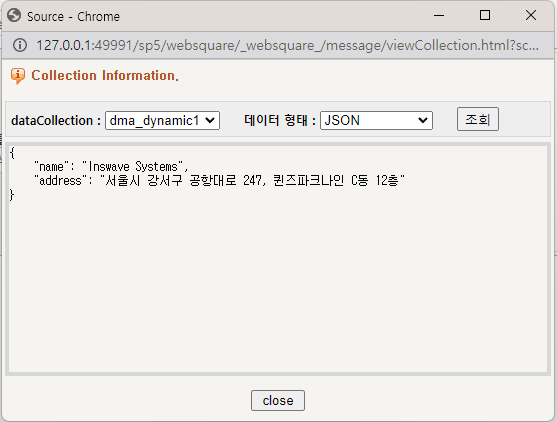 Source - Chrome
127.0.0.1:49991/sp5/websquare/_websquare_/message/viewCollection.html?sc...
Collection Information.
dataCollection : dma_dynamic1 데이터 형태 : JSON 조회
{
"name": "Inswave Systems",
"address": "서울시 강서구 공항대로 247, 퀸즈파크나인 C동 12층"
}
close